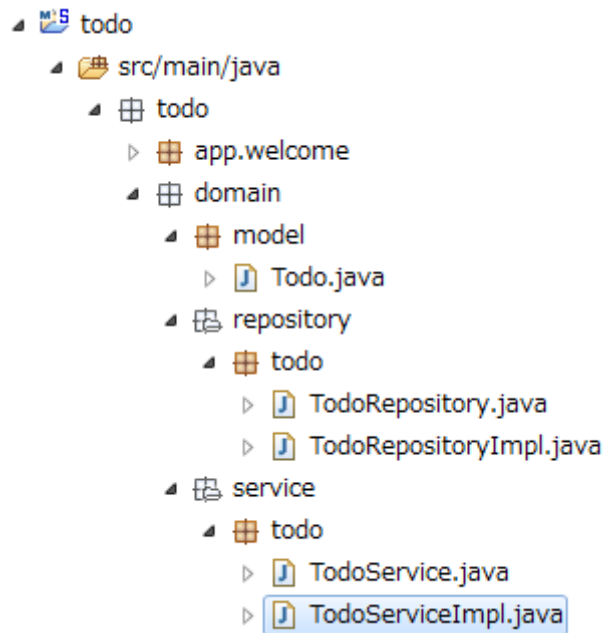 todo
src/main/java
todo
app.welcome
domain
model
Todo.java
repository
todo
TodoRepository.java
TodoRepositoryImpl.java
service
todo
TodoService.java
TodoServiceImpl.java